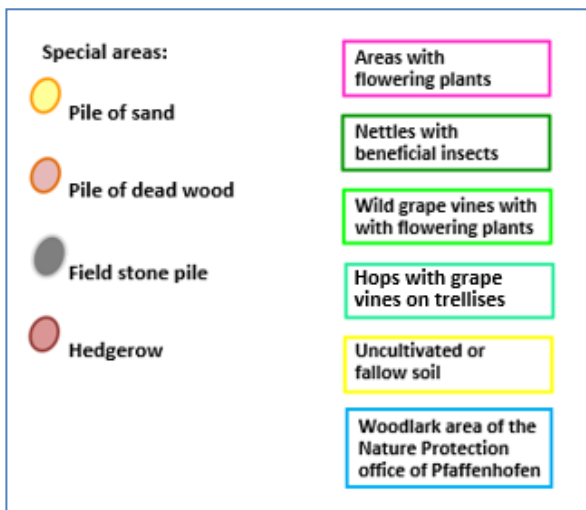 Special areas:
Pile of sand
Pile of dead wood
Field stone pile
Hedgerow
Areas with
flowering plants
Nettles with
beneficial insects
Wild grape vines with
with flowering plants
Hops with grape
vines on trellises
Uncultivated or
fallow soil
Woodlark area of the
Nature Protection
office of Pfaffenhofen